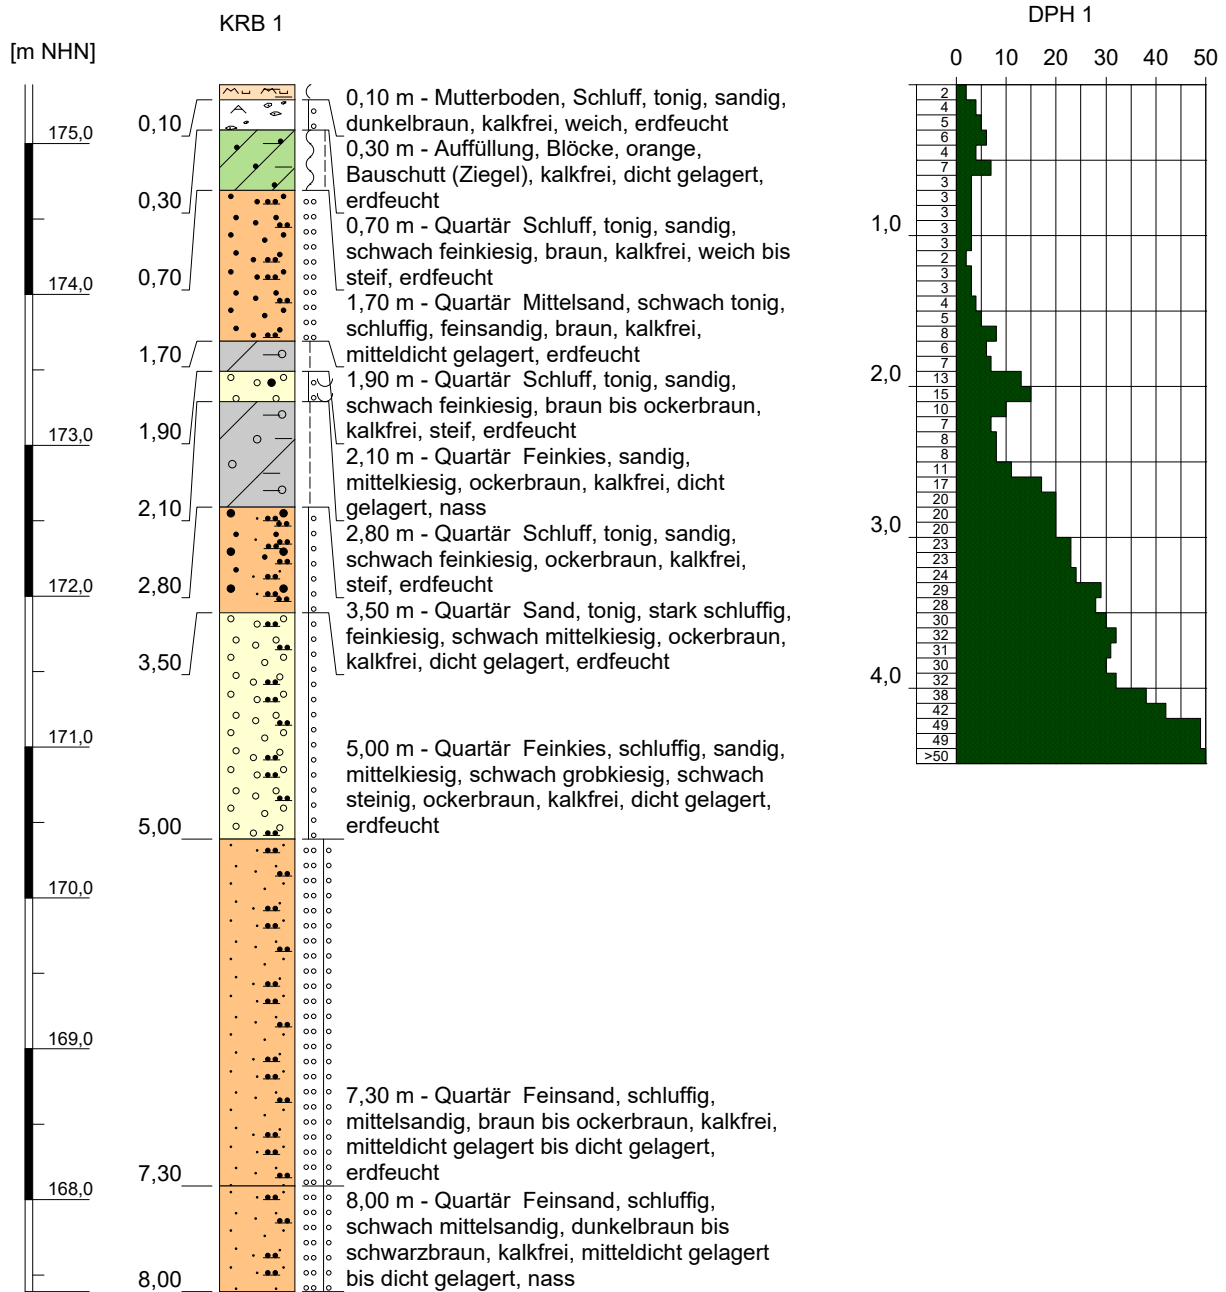 KRB 1
DPH 1
[m NHN]
0 10 20 30 40 50
175,0
174,0
173,0
172,0
171,0
170,0
169,0
168,0
0,10
0,30
0,70
1,70
1,90
2,10
2,80
3,50
5,00
7,30
8,00
0,10 m - Mutterboden, Schluff, tonig, sandig,
dunkelbraun, kalkfrei, weich, erdfeucht
0,30 m - Auffüllung, Blöcke, orange,
Bauschutt (Ziegel), kalkfrei, dicht gelagert,
erdfeucht
0,70 m - Quartär Schluff, tonig, sandig,
schwach feinkiesig, braun, kalkfrei, weich bis
steif, erdfeucht
1,70 m - Quartär Mittelsand, schwach tonig,
schluffig, feinsandig, braun, kalkfrei,
mitteldicht gelagert, erdfeucht
1,90 m - Quartär Schluff, tonig, sandig,
schwach feinkiesig, braun bis ockerbraun,
kalkfrei, steif, erdfeucht
2,10 m - Quartär Feinkies, sandig,
mittelkiesig, ockerbraun, kalkfrei, dicht
gelagert, nass
2,80 m - Quartär Schluff, tonig, sandig,
schwach feinkiesig, ockerbraun, kalkfrei,
steif, erdfeucht
3,50 m - Quartär Sand, tonig, stark schluffig,
feinkiesig, schwach mittelkiesig, ockerbraun,
kalkfrei, dicht gelagert, erdfeucht
5,00 m - Quartär Feinkies, schluffig, sandig,
mittelkiesig, schwach grobkiesig, schwach
steinig, ockerbraun, kalkfrei, dicht gelagert,
erdfeucht
7,30 m - Quartär Feinsand, schluffig,
mittelsandig, braun bis ockerbraun, kalkfrei,
mitteldicht gelagert bis dicht gelagert,
erdfeucht
8,00 m - Quartär Feinsand, schluffig,
schwach mittelsandig, dunkelbraun bis
schwarzbraun, kalkfrei, mitteldicht gelagert
bis dicht gelagert, nass
1,0
2,0
3,0
4,0
2
4
5
6
4
7
3
3
3
3
3
2
3
3
4
5
8
6
7
13
15
10
7
8
8
11
17
20
20
20
23
23
24
29
28
30
32
31
30
32
38
42
49
49
>50